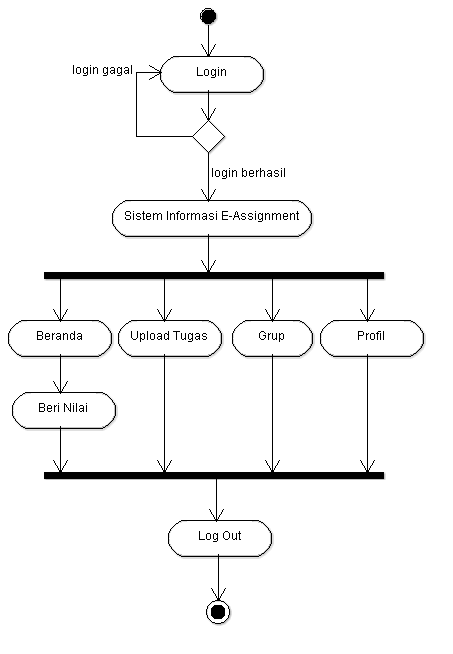 login gagal
Login
login berhasil
Sistem Informasi E-Assignment
Beranda
Upload Tugas
Grup
Profil
Beri Nilai
Log Out